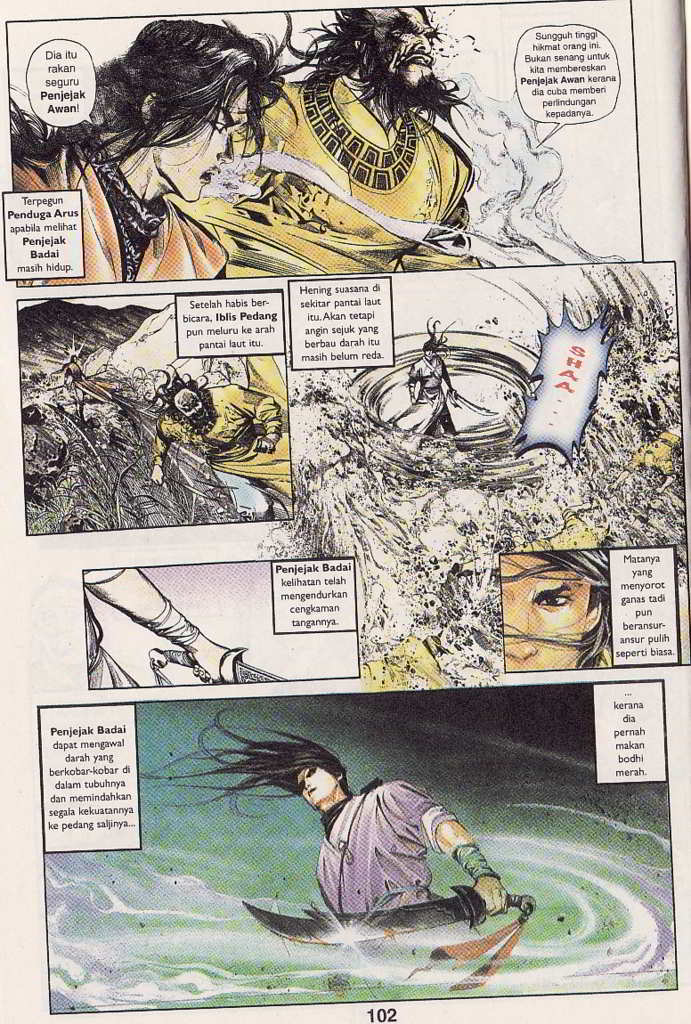 Dia itu
rakan
seguru
Penjejak
Awan!
Sungguh tinggi
hikmat orang ini.
Bukan senang untuk
kita membereskan
Penjejak Awan kerana
dia cuba memberi
perlindungan
kepadanya.
Terpegun
Penduga Arus
apabila melihat
Penjejak
Badai
masih hidup.
Setelah habis ber-
bicara, Iblis Pedang
pun meluru ke arah
pantai laut itu.
Hening suasana di
sekitar pantai laut
itu. Akan tetapi
angin sejuk yang
berbau darah itu
masih belum reda.
SHAA...
Penjejak Badai
kelihatan telah
mengendurkan
cengkaman
tangannya.
Matanya
yang
menyorot
ganas tadi
pun
beransur-
ansur pulih
seperti biasa.
Penjejak Badai
dapat mengawal
darah yang
berkobar-kobar di
dalam tubuhnya
dan memindahkan
segala kekuatannya
ke pedang saljinya...
...
kerana
dia
pernah
makan
bodhi
merah.
102